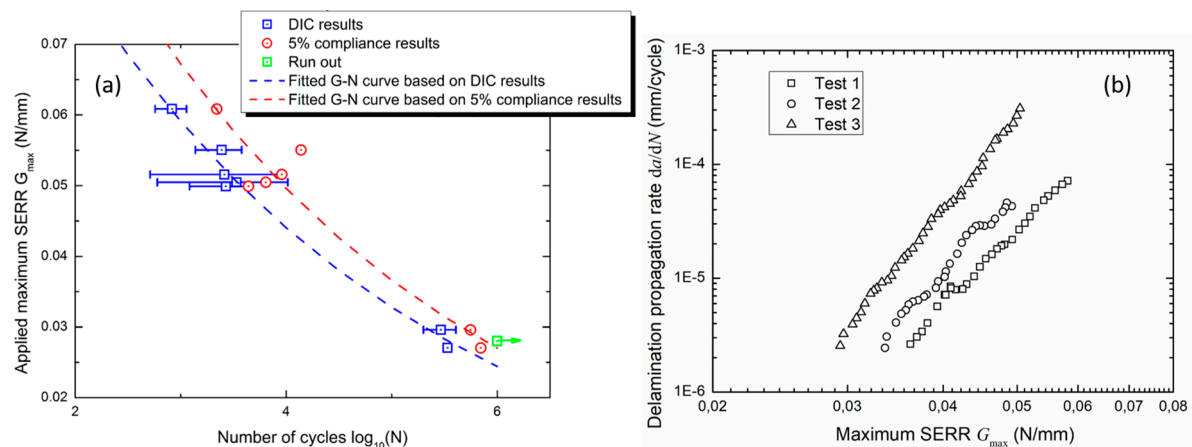 DIC results
5% compliance results
Run out
Fitted G-N curve based on DIC results
Fitted G-N curve based on 5% compliance results
(a)
Applied maximum SERR G_max (N/mm)
0.07
0.06
0.05
0.04
0.03
0.02
2
4
6
Number of cycles log_10(N)
(b)
Test 1
Test 2
Test 3
Delamination propagation rate da/dN (mm/cycle)
1E-3
1E-4
1E-5
1E-6
0,02
0,03
0,04
0,05
0,06
0,07
0,08
Maximum SERR G_max (N/mm)